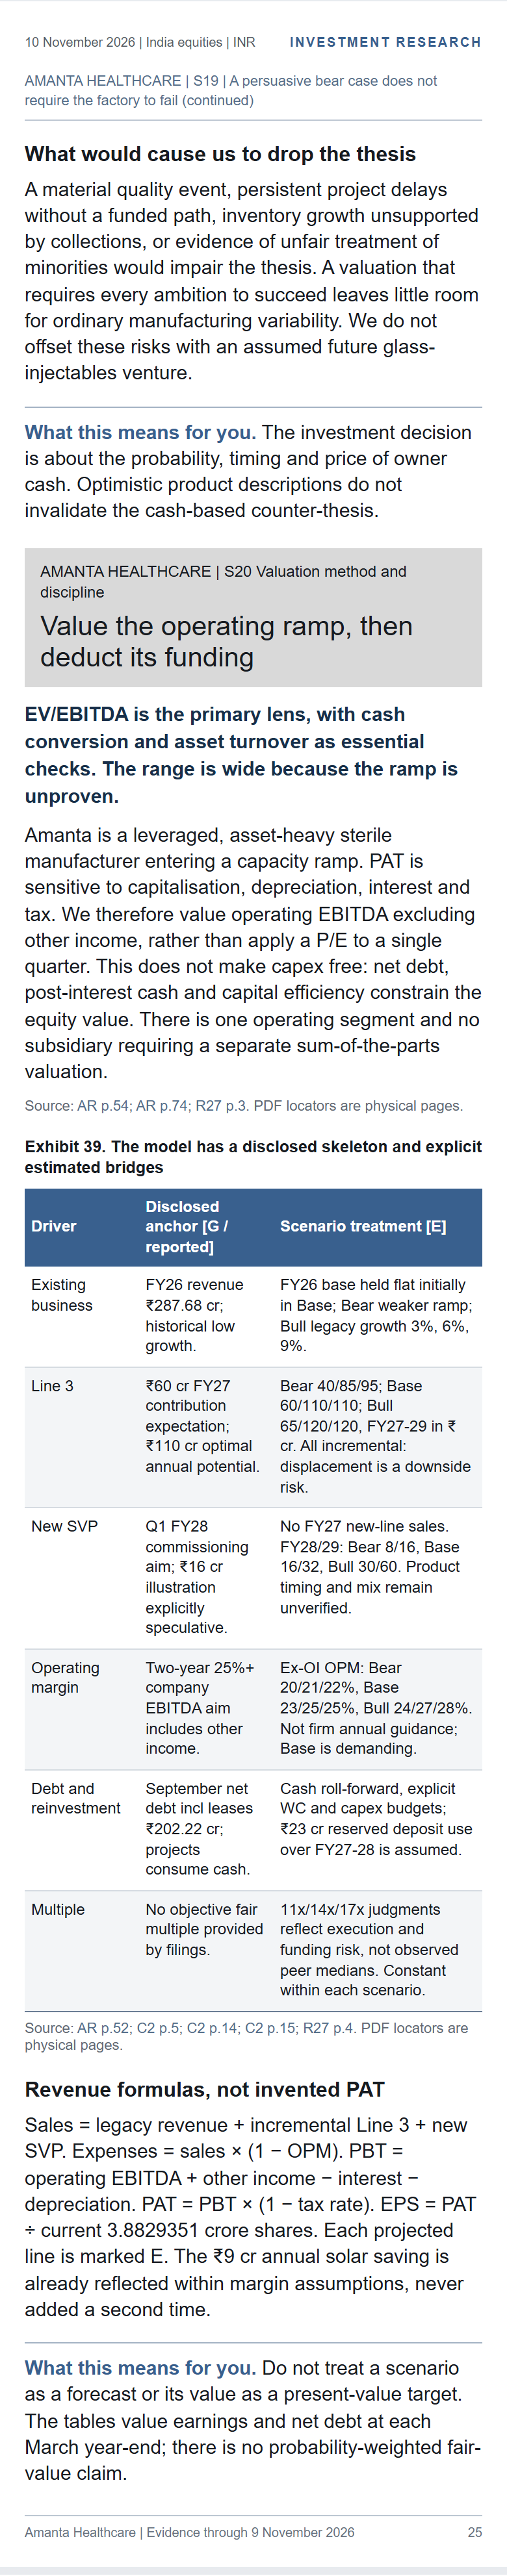 10 November 2026 | India equities | INR INVESTMENT RESEARCH
AMANTA HEALTHCARE | S19 | A persuasive bear case does not
require the factory to fail (continued)
What would cause us to drop the thesis
A material quality event, persistent project delays
without a funded path, inventory growth unsupported
by collections, or evidence of unfair treatment of
minorities would impair the thesis. A valuation that
requires every ambition to succeed leaves little room
for ordinary manufacturing variability. We do not
offset these risks with an assumed future glass-
injectables venture.
What this means for you. The investment decision
is about the probability, timing and price of owner
cash. Optimistic product descriptions do not
invalidate the cash-based counter-thesis.
AMANTA HEALTHCARE | S20 Valuation method and
discipline
Value the operating ramp, then
deduct its funding
EV/EBITDA is the primary lens, with cash
conversion and asset turnover as essential
checks. The range is wide because the ramp is
unproven.
Amanta is a leveraged, asset-heavy sterile
manufacturer entering a capacity ramp. PAT is
sensitive to capitalisation, depreciation, interest and
tax. We therefore value operating EBITDA excluding
other income, rather than apply a P/E to a single
quarter. This does not make capex free: net debt,
post-interest cash and capital efficiency constrain the
equity value. There is one operating segment and no
subsidiary requiring a separate sum-of-the-parts
valuation.
Source: AR p.54; AR p.74; R27 p.3. PDF locators are physical pages.
Exhibit 39. The model has a disclosed skeleton and explicit
estimated bridges
Driver
Disclosed
anchor [G /
reported]
Scenario treatment [E]
Existing
business
FY26 revenue
₹287.68 cr;
historical low
growth.
FY26 base held flat initially
in Base; Bear weaker ramp;
Bull legacy growth 3%, 6%,
9%.
Line 3
₹60 cr FY27
contribution
expectation;
₹110 cr optimal
annual potential.
Bear 40/85/95; Base
60/110/110; Bull
65/120/120, FY27-29 in ₹
cr. All incremental:
displacement is a downside
risk.
New SVP
Q1 FY28
commissioning
aim; ₹16 cr
illustration
explicitly
speculative.
No FY27 new-line sales.
FY28/29: Bear 8/16, Base
16/32, Bull 30/60. Product
timing and mix remain
unverified.
Operating
margin
Two-year 25%+
company
EBITDA aim
includes other
income.
Ex-OI OPM: Bear
20/21/22%, Base
23/25/25%, Bull 24/27/28%.
Not firm annual guidance;
Base is demanding.
Debt and
reinvestment
September net
debt incl leases
₹202.22 cr;
projects
consume cash.
Cash roll-forward, explicit
WC and capex budgets;
₹23 cr reserved deposit use
over FY27-28 is assumed.
Multiple
No objective fair
multiple provided
by filings.
11x/14x/17x judgments
reflect execution and
funding risk, not observed
peer medians. Constant
within each scenario.
Source: AR p.52; C2 p.5; C2 p.14; C2 p.15; R27 p.4. PDF locators are
physical pages.
Revenue formulas, not invented PAT
Sales = legacy revenue + incremental Line 3 + new
SVP. Expenses = sales × (1 − OPM). PBT =
operating EBITDA + other income − interest −
depreciation. PAT = PBT × (1 − tax rate). EPS = PAT
÷ current 3.8829351 crore shares. Each projected
line is marked E. The ₹9 cr annual solar saving is
already reflected within margin assumptions, never
added a second time.
What this means for you. Do not treat a scenario
as a forecast or its value as a present-value target.
The tables value earnings and net debt at each
March year-end; there is no probability-weighted fair-
value claim.
Amanta Healthcare | Evidence through 9 November 2026 25